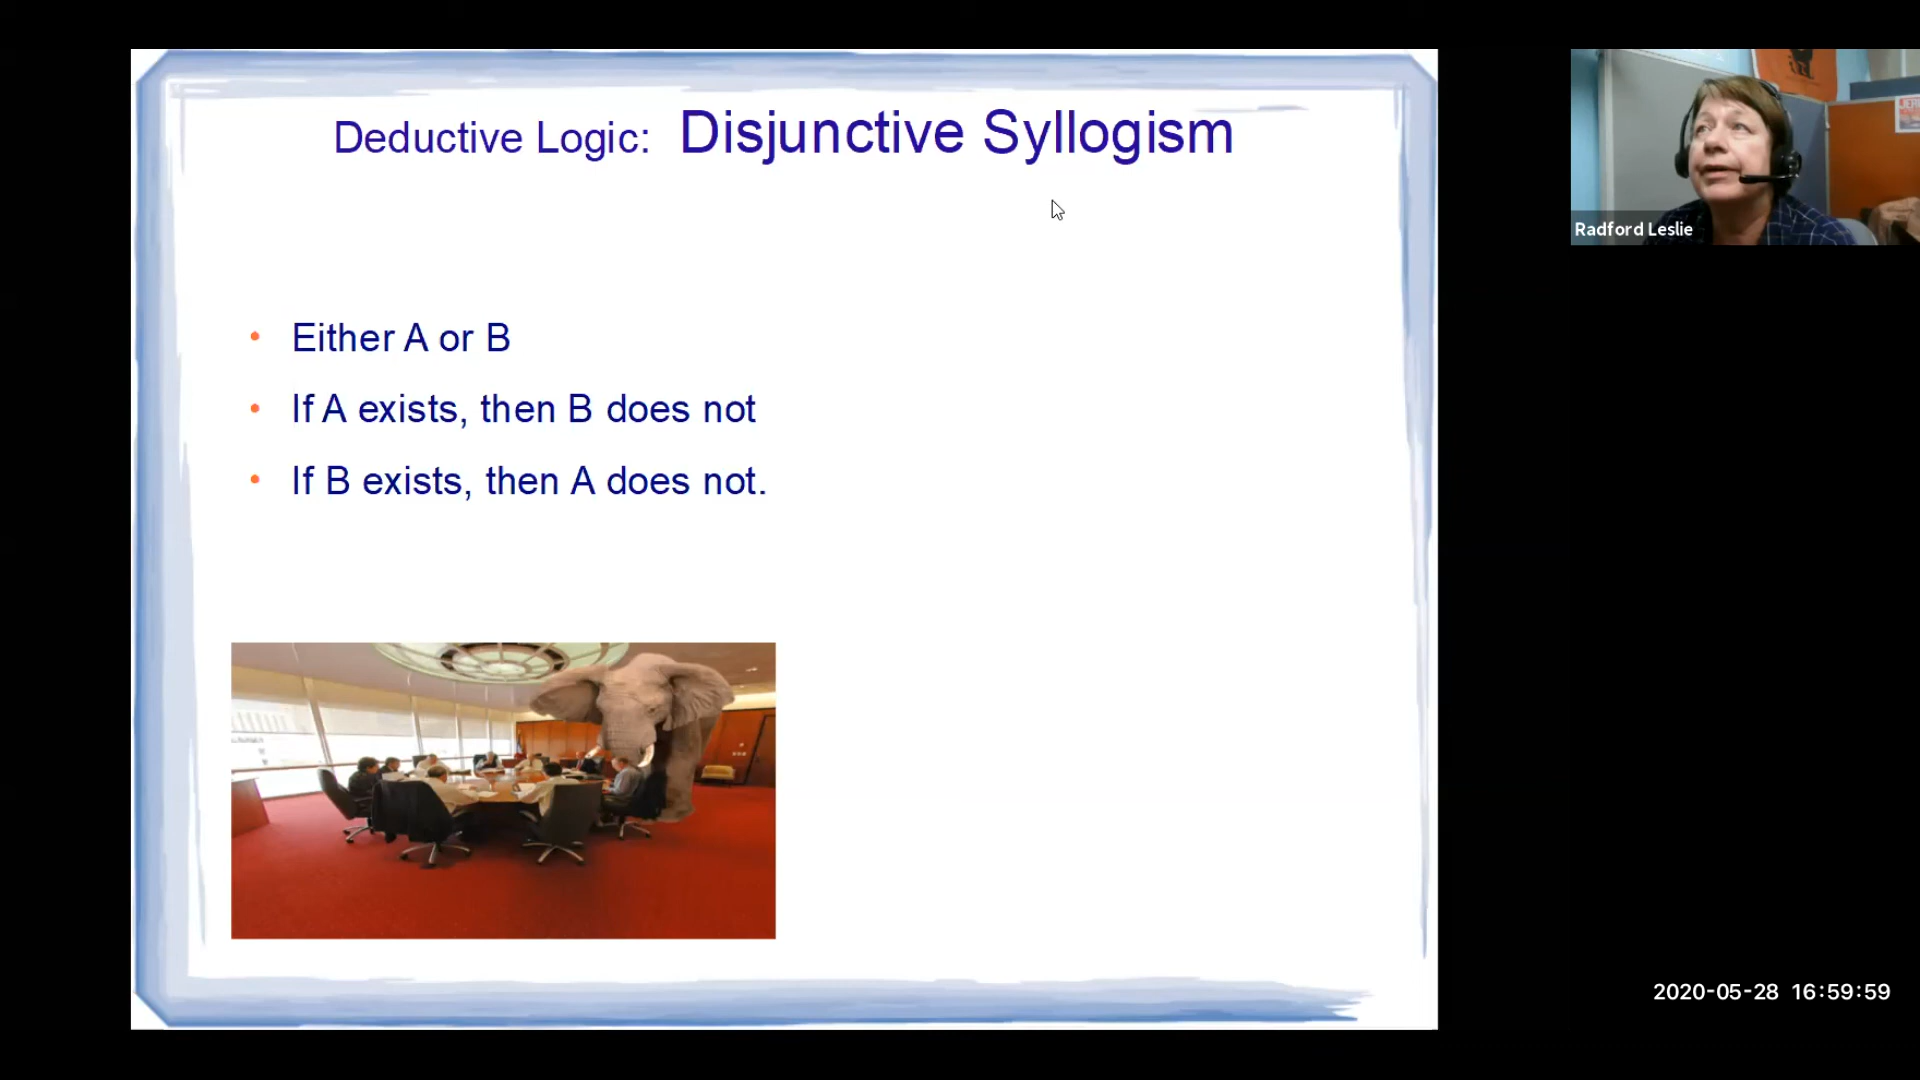 Deductive Logic: Disjunctive Syllogism
• Either A or B
• If A exists, then B does not
• If B exists, then A does not.
Radford Leslie
2020-05-28 16:59:59